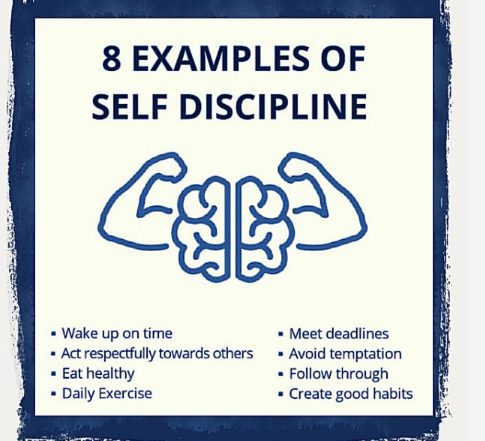 8 EXAMPLES OF
SELF DISCIPLINE
▪ Wake up on time
▪ Act respectfully towards others
▪ Eat healthy
▪ Daily Exercise
▪ Meet deadlines
▪ Avoid temptation
▪ Follow through
▪ Create good habits